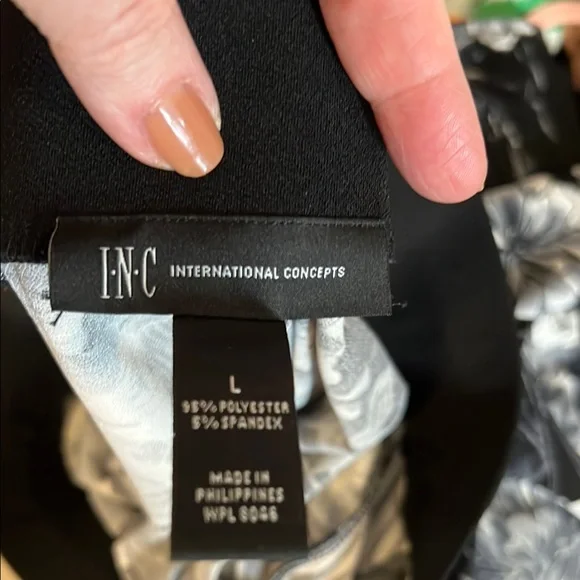 I·N·C INTERNATIONAL CONCEPTS
L
95% POLYESTER
5% SPANDEX
MADE IN
PHILIPPINES
WPL 8046